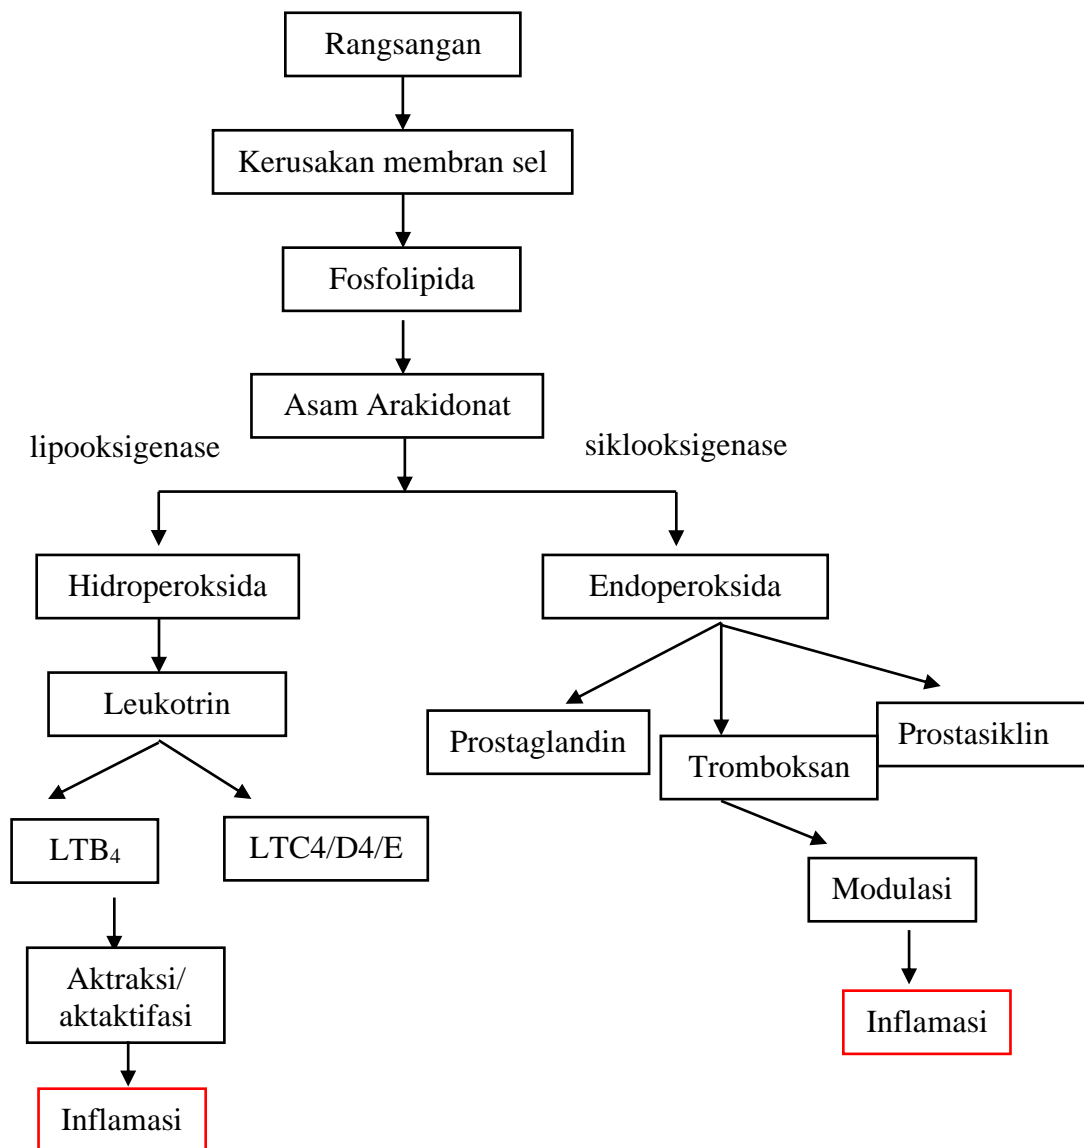 Rangsangan
Kerusakan membran sel
Fosfolipida
Asam Arakidonat
lipooksigenase
siklooksigenase
Hidroperoksida
Endoperoksida
Leukotrin
Prostaglandin
Tromboksan
Prostasiklin
LTB₄
LTC4/D4/E
Modulasi
Aktraksi/
aktaktifasi
Inflamasi
Inflamasi